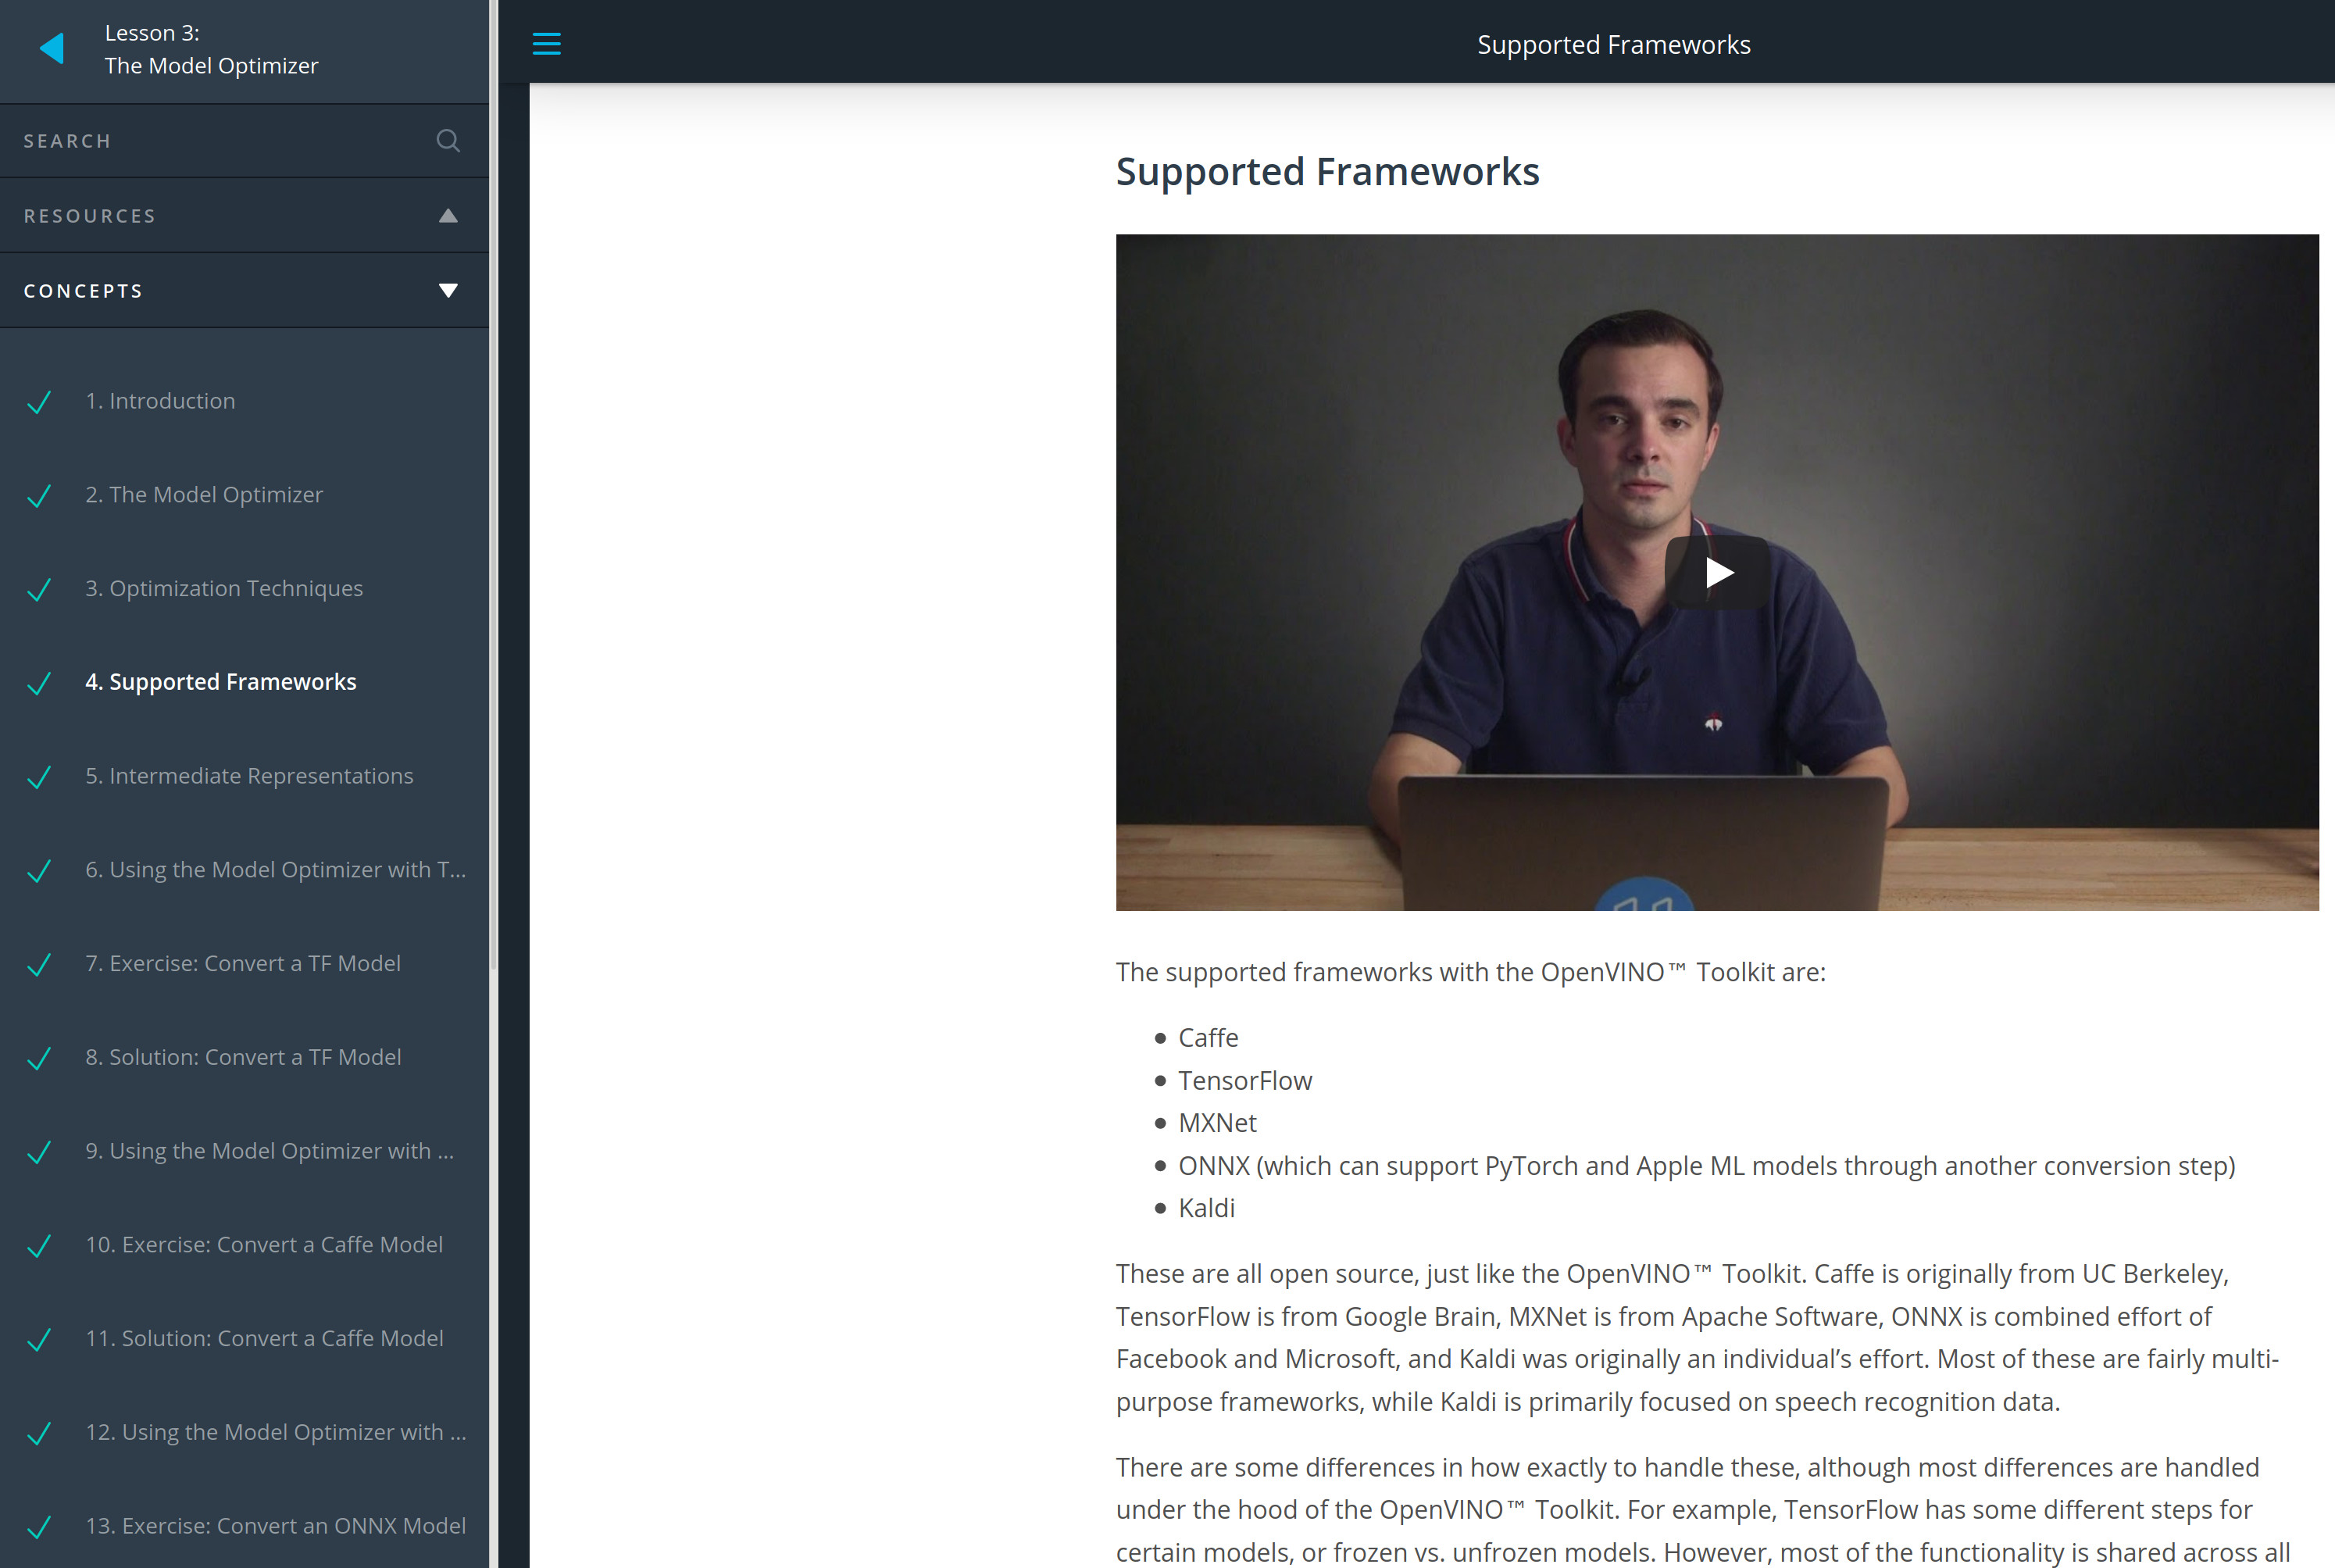 Lesson 3:
The Model Optimizer
SEARCH
RESOURCES
CONCEPTS
1. Introduction
2. The Model Optimizer
3. Optimization Techniques
4. Supported Frameworks
5. Intermediate Representations
6. Using the Model Optimizer with T...
7. Exercise: Convert a TF Model
8. Solution: Convert a TF Model
9. Using the Model Optimizer with ...
10. Exercise: Convert a Caffe Model
11. Solution: Convert a Caffe Model
12. Using the Model Optimizer with ...
13. Exercise: Convert an ONNX Model
Supported Frameworks
Supported Frameworks
The supported frameworks with the OpenVINO™ Toolkit are:
• Caffe
• TensorFlow
• MXNet
• ONNX (which can support PyTorch and Apple ML models through another conversion step)
• Kaldi
These are all open source, just like the OpenVINO™ Toolkit. Caffe is originally from UC Berkeley,
TensorFlow is from Google Brain, MXNet is from Apache Software, ONNX is combined effort of
Facebook and Microsoft, and Kaldi was originally an individual’s effort. Most of these are fairly multi-
purpose frameworks, while Kaldi is primarily focused on speech recognition data.
There are some differences in how exactly to handle these, although most differences are handled
under the hood of the OpenVINO™ Toolkit. For example, TensorFlow has some different steps for
certain models, or frozen vs. unfrozen models. However, most of the functionality is shared across all